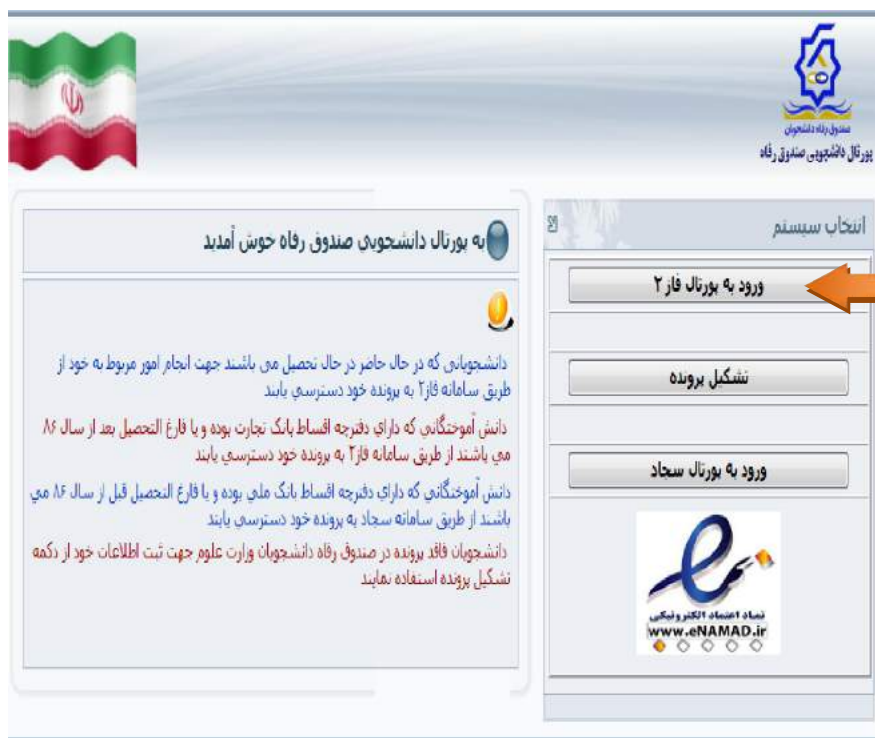 صندوق رفاه دانشجویان
پورتال دانشجویی صندوق رفاه
انتخاب سیستم
ورود به پورتال فاز ۲
تشکیل پرونده
ورود به پورتال سجاد
نماد اعتماد الکترونیکی
www.eNAMAD.ir
به پورتال دانشجویی صندوق رفاه خوش آمدید
دانشجویانی که در حال حاضر در حال تحصیل می باشند جهت انجام امور مربوط به خود از
طریق سامانه فاز۲ به پرونده خود دسترسی یابند
دانش آموختگانی که دارای دفترچه اقساط بانک تجارت بوده و یا فارغ التحصیل بعد از سال ۸۶
می باشند از طریق سامانه فاز۲ به پرونده خود دسترسی یابند
دانش آموختگانی که دارای دفترچه اقساط بانک ملی بوده و یا فارغ التحصیل قبل از سال ۸۶ می
باشند از طریق سامانه سجاد به پرونده خود دسترسی یابند
دانشجویان فاقد پرونده در صندوق رفاه دانشجویان وزارت علوم جهت ثبت اطلاعات خود از دکمه
تشکیل پرونده استفاده نمایند